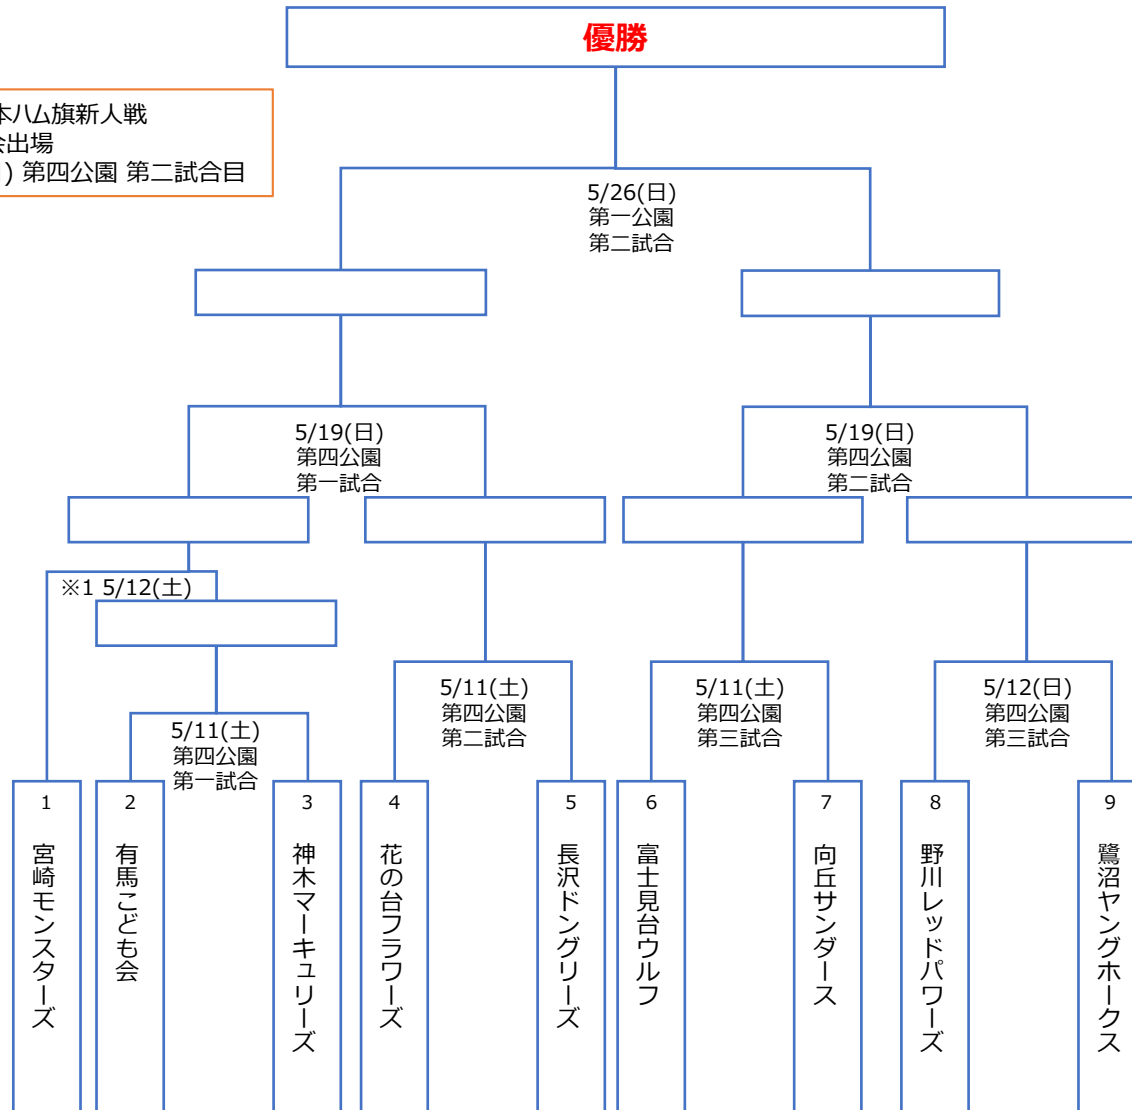 優勝
本ハム旗新人戦
会出場
) 第四公園 第二試合目
5/26(日)
第一公園
第二試合
5/19(日)
第四公園
第一試合
5/19(日)
第四公園
第二試合
※1 5/12(土)
5/11(土)
第四公園
第一試合
5/11(土)
第四公園
第二試合
5/11(土)
第四公園
第三試合
5/12(日)
第四公園
第三試合
1
宮崎モンスターズ
2
有馬こども会
3
神木マーキュリーズ
4
花の台フラワーズ
5
長沢ドングリーズ
6
富士見台ウルフ
7
向丘サンダース
8
野川レッドパワーズ
9
鷺沼ヤングホークス